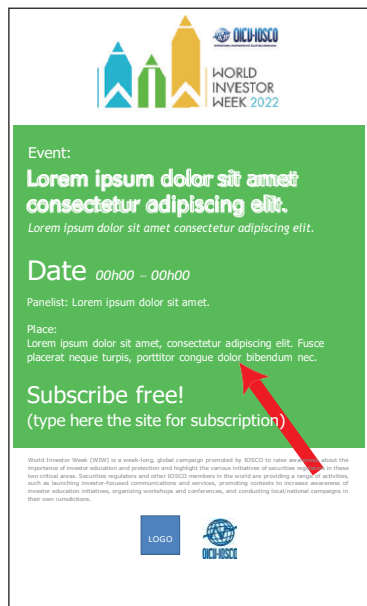 OICU-IOSCO
WORLD
INVESTOR
WEEK 2022
Event:
Lorem ipsum dolor sit amet
consectetur adipiscing elit.
Lorem ipsum dolor sit amet consectetur adipiscing elit.
Date 00h00 – 00h00
Panelist: Lorem ipsum dolor sit amet.
Place:
Lorem ipsum dolor sit amet, consectetur adipiscing elit. Fusce
placerat neque turpis, porttitor congue dolor bibendum nec.
Subscribe free!
(type here the site for subscription)
World Investor Week (WIW) is a week-long, global campaign promoted by IOSCO to raise about the
importance of investor education and protection and highlight the various initiatives of securities in these
two critical areas. Securities regulators and other IOSCO members in the world are providing a range of activities,
such as launching investor-focused communications and services, promoting contests to increase awareness of
investor education initiatives, organizing workshops and conferences, and conducting local/national campaigns in
their own jurisdictions.
LOGO
OICU-IOSCO